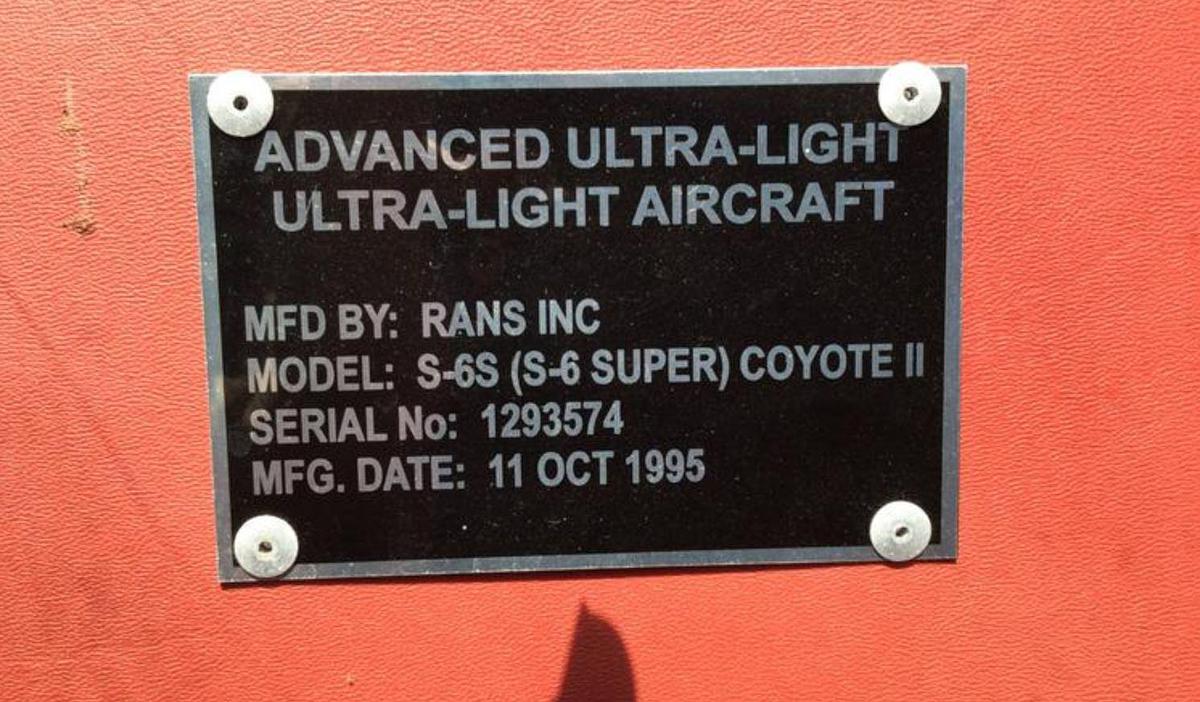 ADVANCED ULTRA-LIGHT
ULTRA-LIGHT AIRCRAFT
MFD BY: RANS INC
MODEL: S-6S (S-6 SUPER) COYOTE II
SERIAL No: 1293574
MFG. DATE: 11 OCT 1995